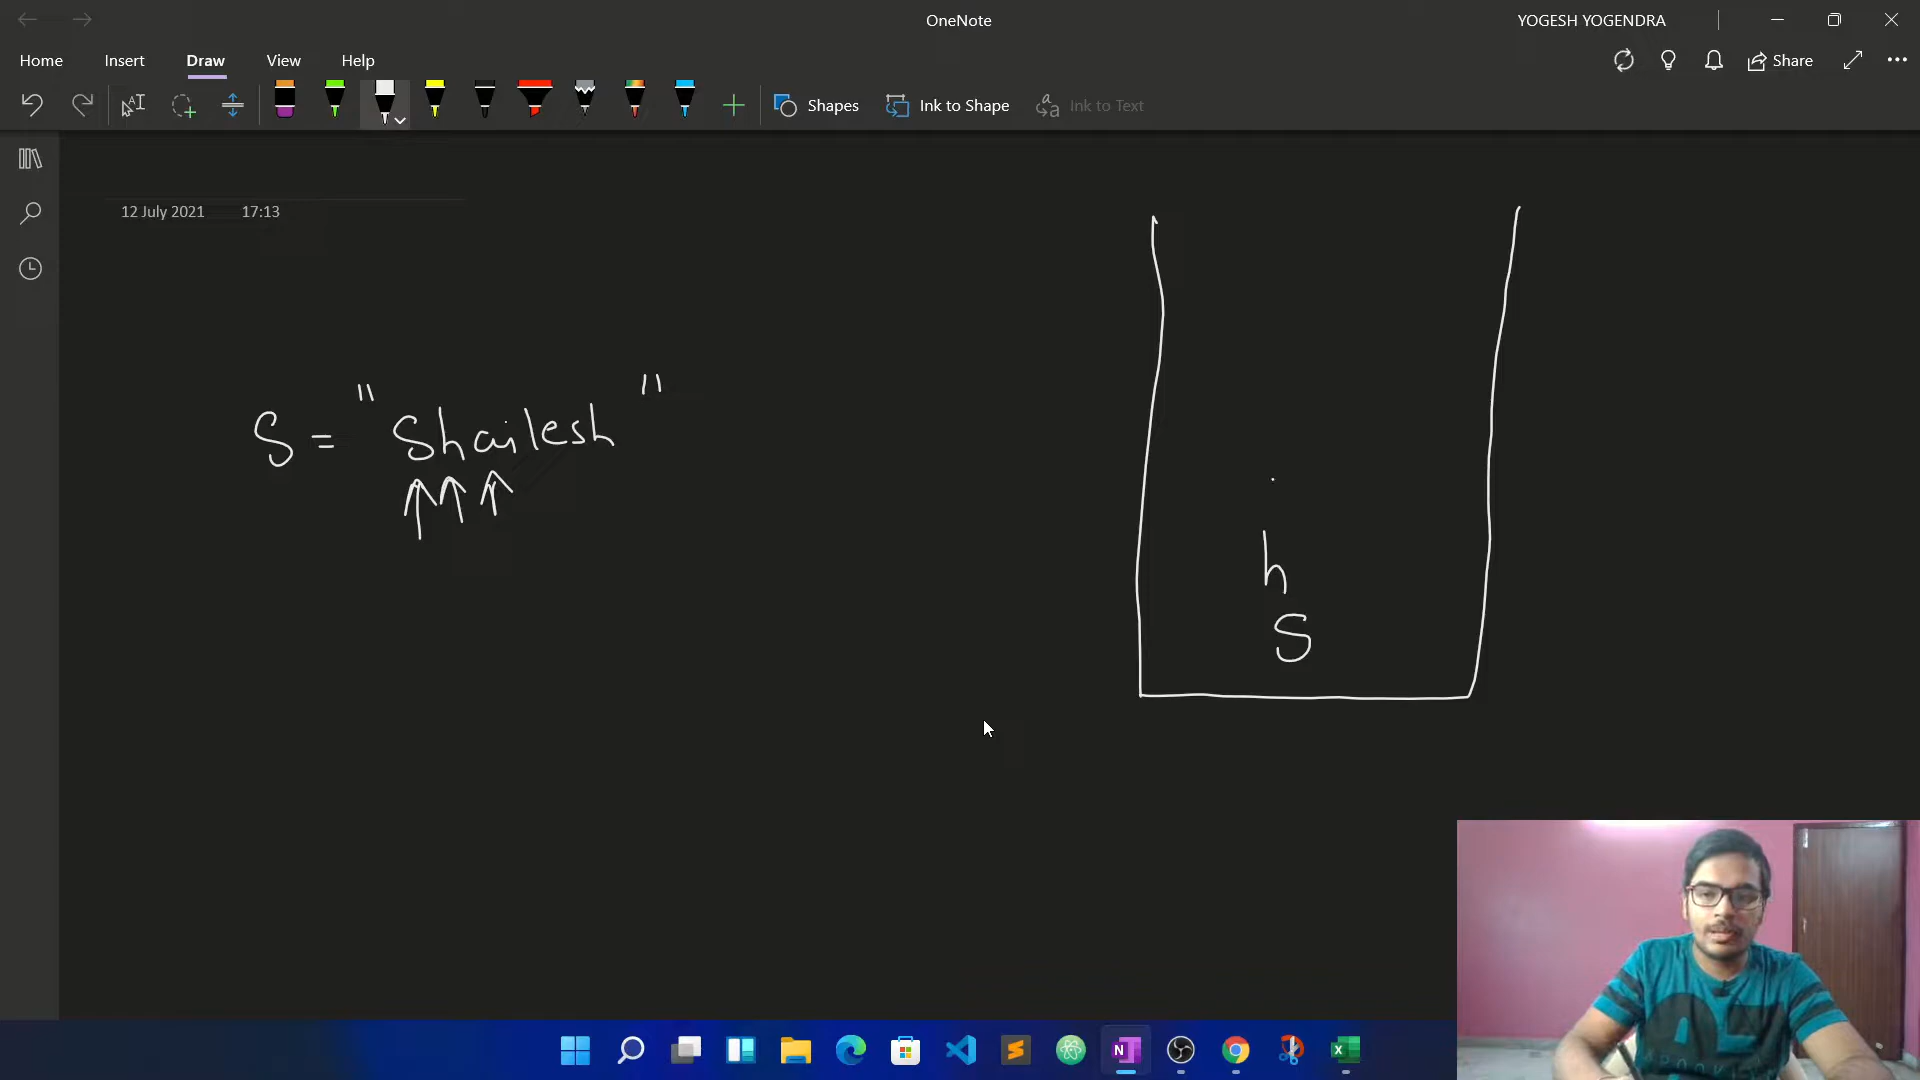 OneNote
YOGESH YOGENDRA
Home Insert Draw View Help
Share
Shapes Ink to Shape Ink to Text
12 July 2021 17:13
S = "Shailesh"
h
S